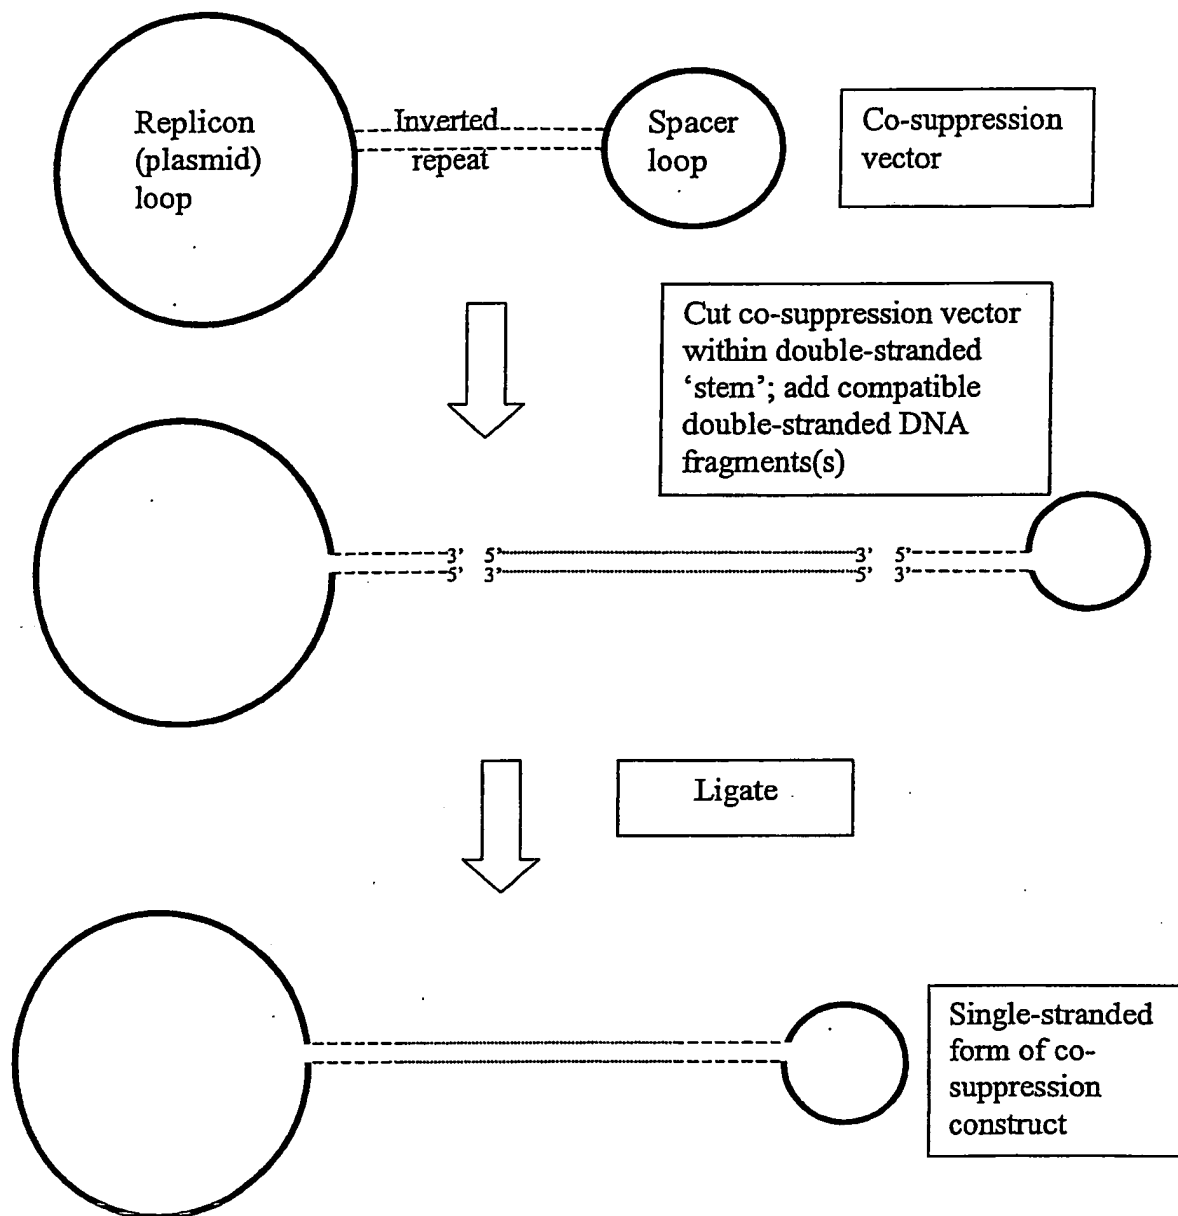 Replicon
(plasmid)
loop
Inverted
repeat
Spacer
loop
Co-suppression
vector
Cut co-suppression vector
within double-stranded
‘stem’; add compatible
double-stranded DNA
fragments(s)
3’ 5’ 3’ 5’
5’ 3’ 5’ 3’
Ligate
Single-stranded
form of co-
suppression
construct